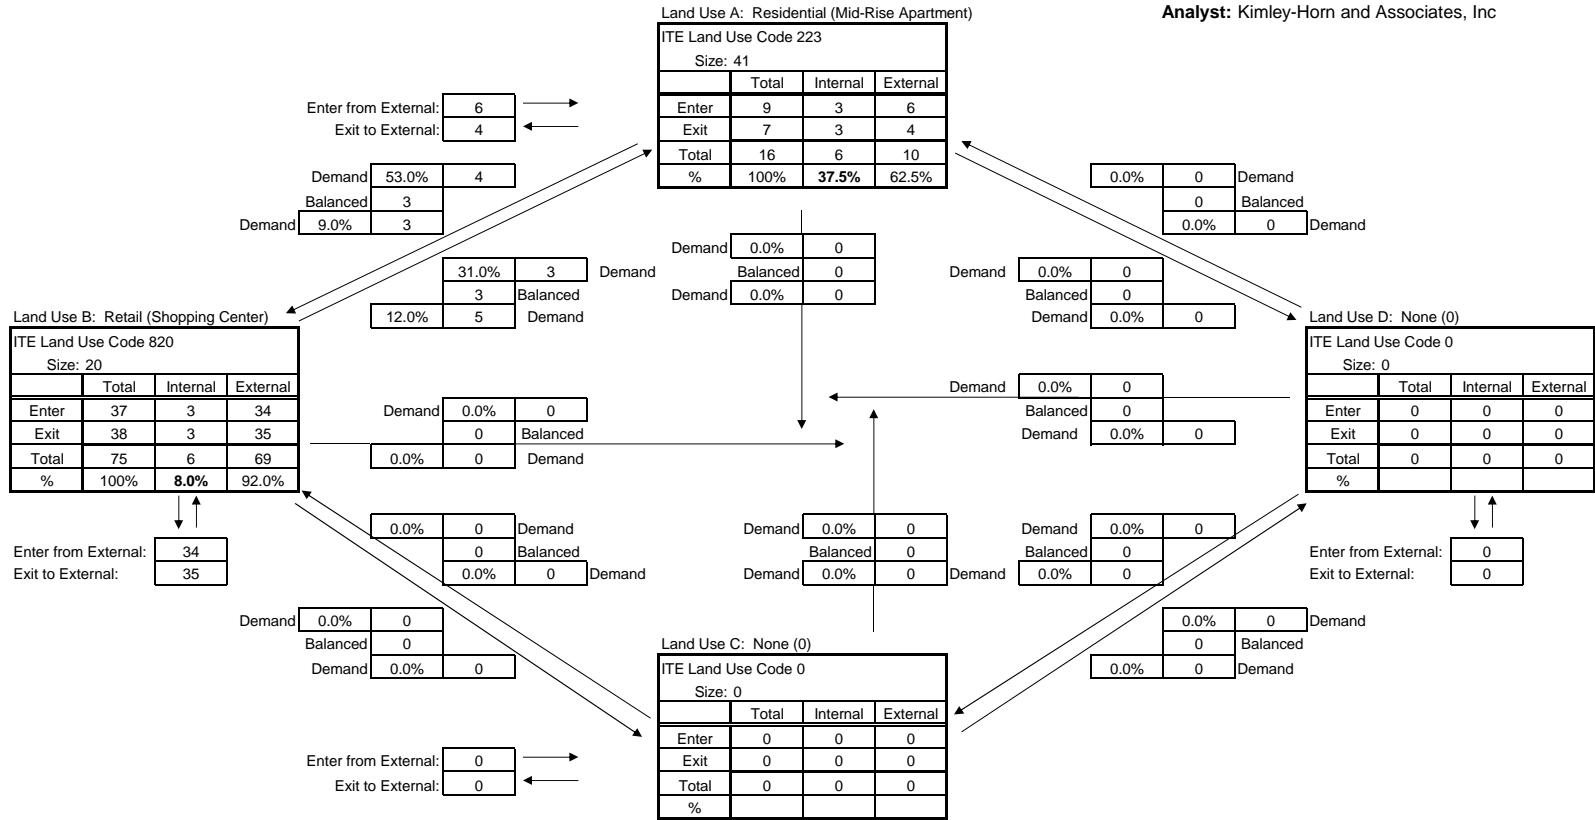 Land Use A: Residential (Mid-Rise Apartment)
Analyst: Kimley-Horn and Associates, Inc
ITE Land Use Code 223
Size: 41
Total Internal External
Enter 9 3 6
Exit 7 3 4
Total 16 6 10
% 100% 37.5% 62.5%
Enter from External: 6
Exit to External: 4
Demand 53.0% 4
Balanced 3
Demand 9.0% 3
31.0% 3 Demand
3 Balanced
12.0% 5 Demand
Demand 0.0% 0
Balanced 0
Demand 0.0% 0
0.0% 0 Demand
0 Balanced
0.0% 0 Demand
Demand 0.0% 0
Balanced 0
Demand 0.0% 0
Land Use B: Retail (Shopping Center)
ITE Land Use Code 820
Size: 20
Total Internal External
Enter 37 3 34
Exit 38 3 35
Total 75 6 69
% 100% 8.0% 92.0%
Enter from External: 34
Exit to External: 35
Demand 0.0% 0
0 Balanced
0.0% 0 Demand
Demand 0.0% 0
Balanced 0
Demand 0.0% 0
Land Use D: None (0)
ITE Land Use Code 0
Size: 0
Total Internal External
Enter 0 0 0
Exit 0 0 0
Total 0 0 0
%
Enter from External: 0
Exit to External: 0
0.0% 0 Demand
0 Balanced
0.0% 0 Demand
Demand 0.0% 0
Balanced 0
Demand 0.0% 0
Demand 0.0% 0
Balanced 0
Demand 0.0% 0
Demand 0.0% 0
Balanced 0
Demand 0.0% 0
0.0% 0 Demand
0 Balanced
0.0% 0 Demand
Land Use C: None (0)
ITE Land Use Code 0
Size: 0
Total Internal External
Enter 0 0 0
Exit 0 0 0
Total 0 0 0
%
Enter from External: 0
Exit to External: 0